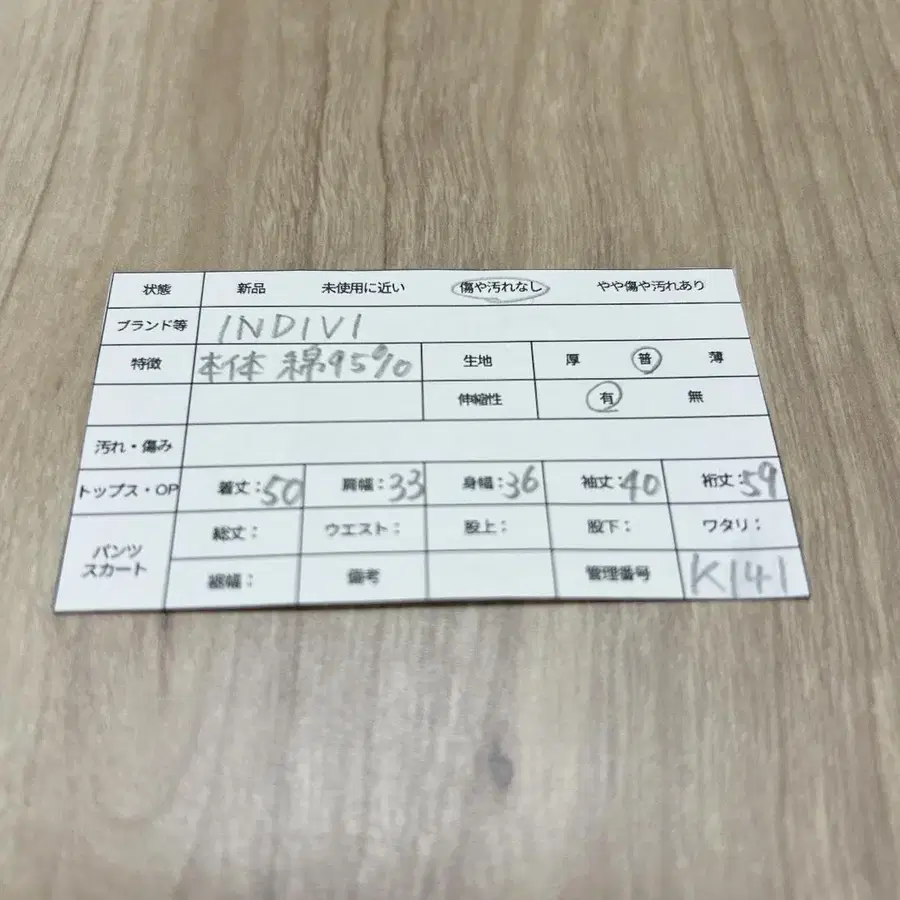 状態 新品 未使用に近い 傷や汚れなし やや傷や汚れあり
ブランド等 INDIVI
特徴 本体 綿95% 生地 厚 普 薄
伸縮性 有 無
汚れ・傷み
トップス・OP 着丈:50 肩幅:33 身幅:36 袖丈:40 裄丈:59
パンツ スカート 総丈: ウエスト: 股上: 股下: ワタリ:
裾幅: 備考 管理番号 K141